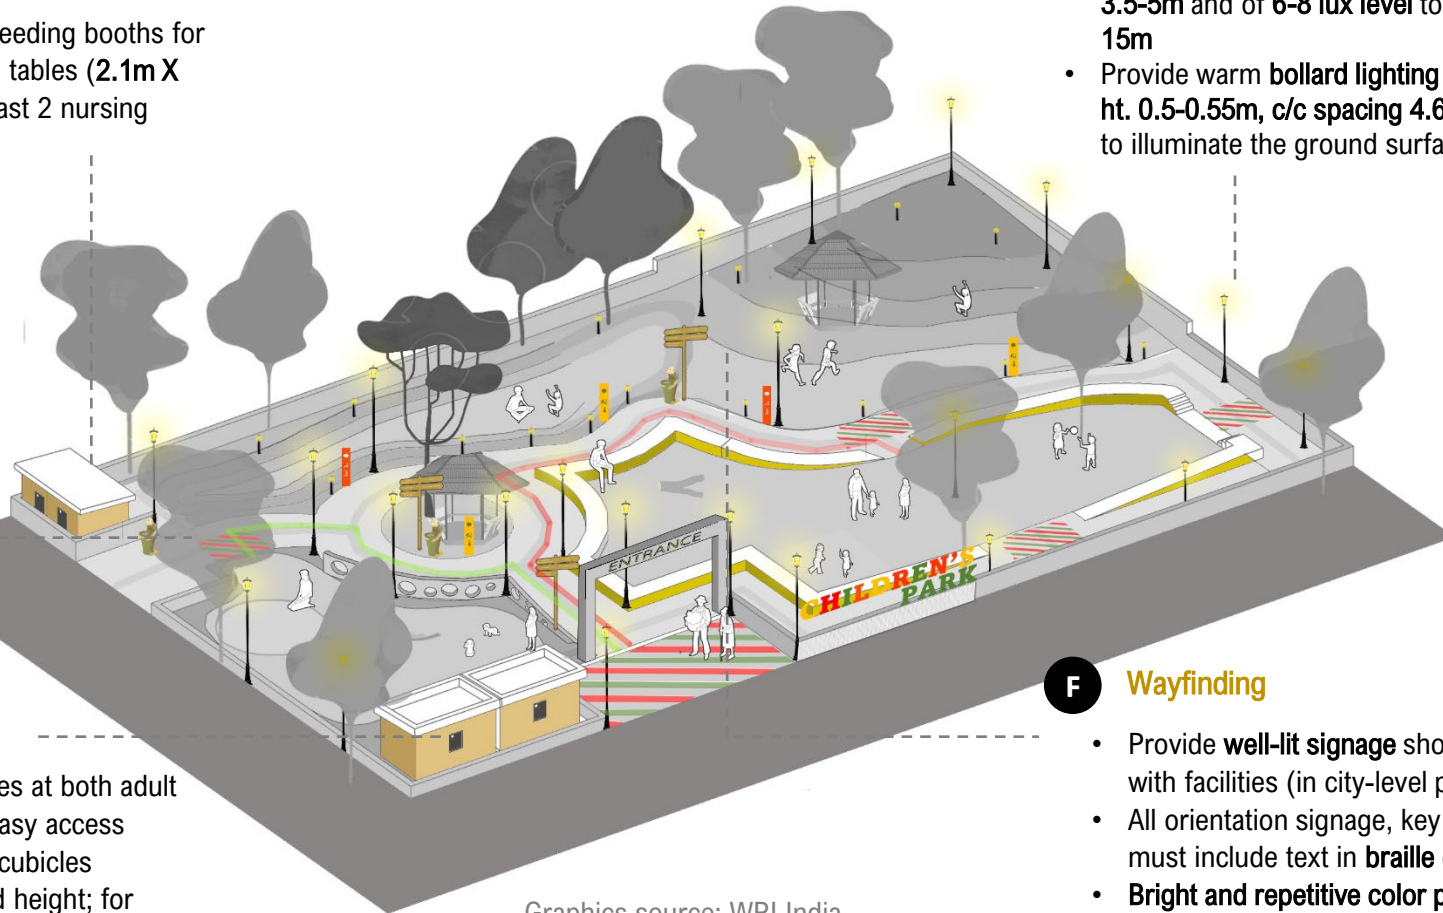 eeding booths for
tables (2.1m X
ast 2 nursing
3.5-5m and of 6-8 lux level to
15m
• Provide warm bollard lighting
ht. 0.5-0.55m, c/c spacing 4.6
to illuminate the ground surfa
ENTRANCE
CHILDREN'S
PARK
F Wayfinding
• Provide well-lit signage sho
with facilities (in city-level p
• All orientation signage, key
must include text in braille
• Bright and repetitive color p
es at both adult
asy access
cubicles
d height; for
Graphics source: WRI India